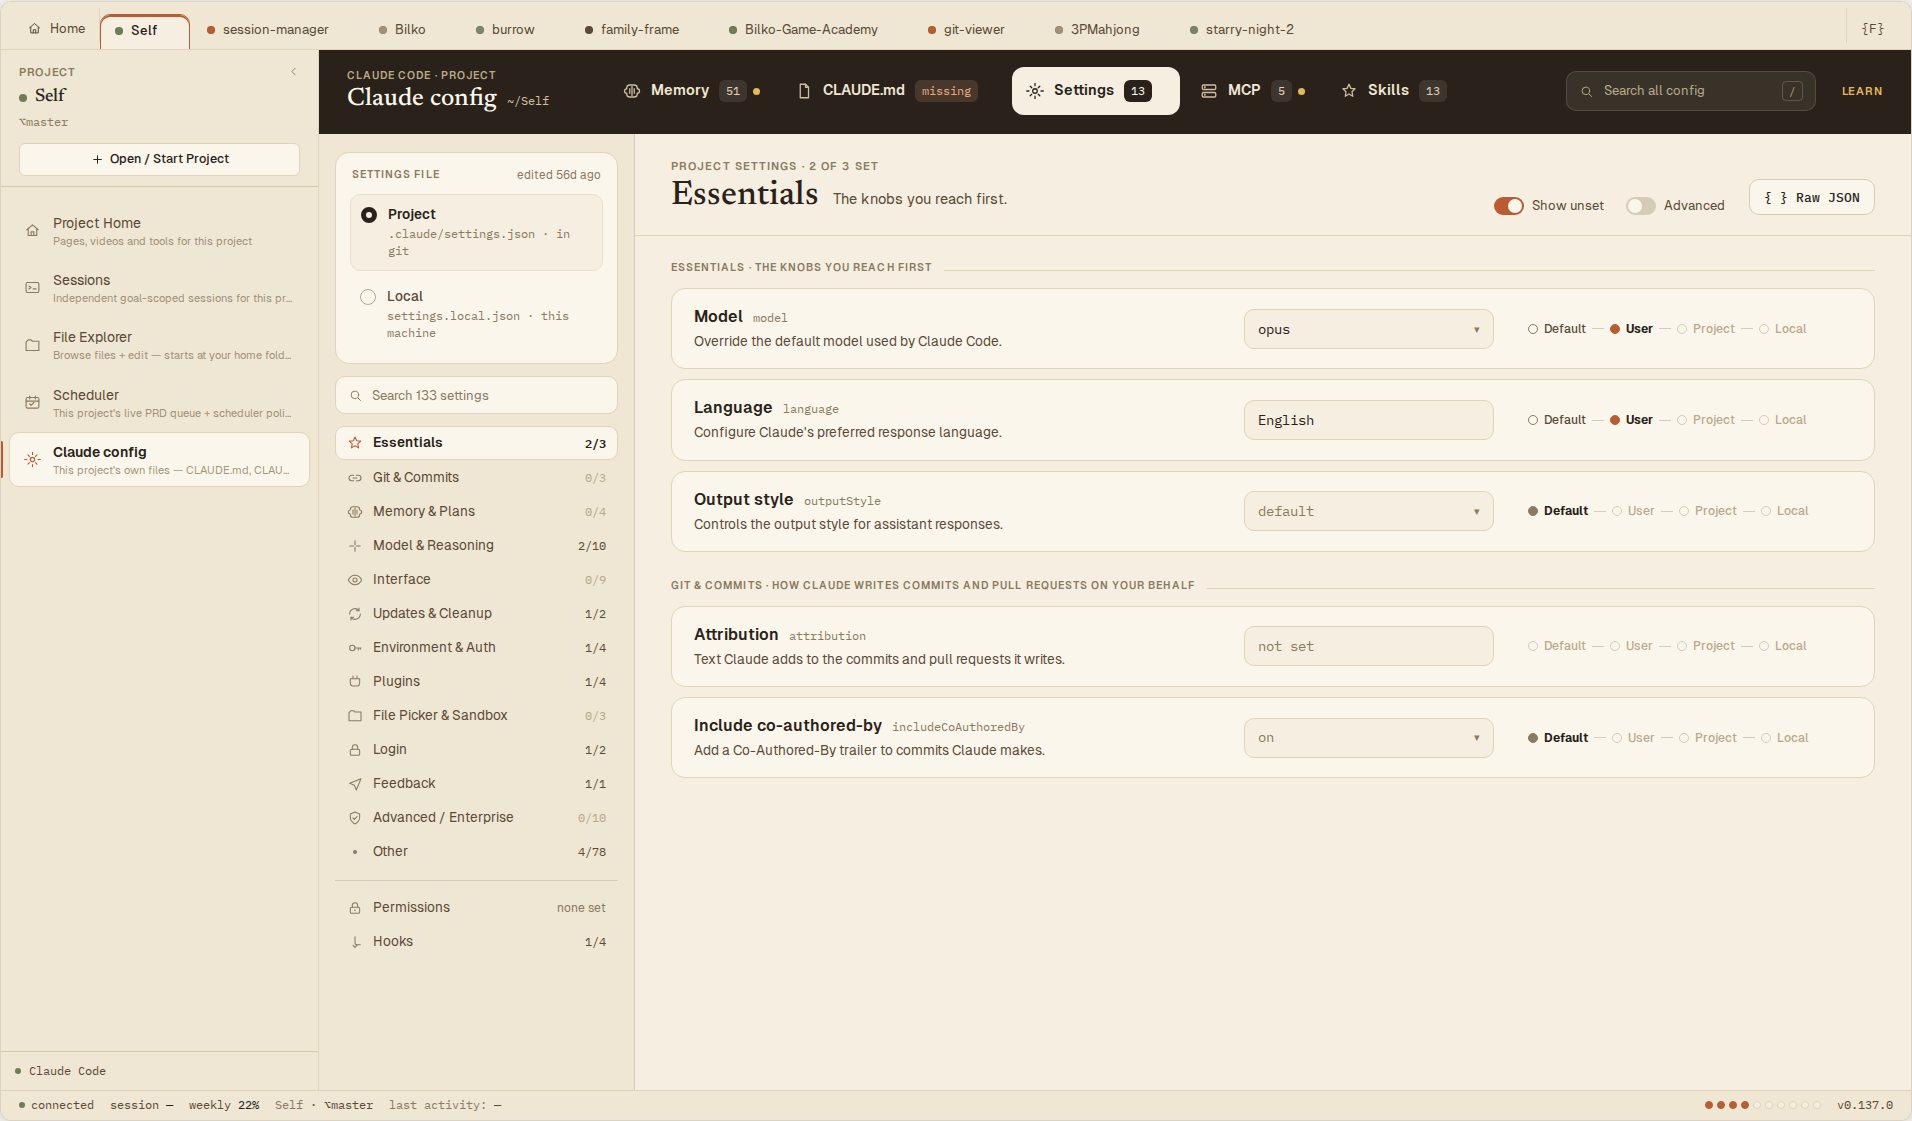 Home
Self
session-manager
Bilko
burrow
family-frame
Bilko-Game-Academy
git-viewer
3PMahjong
starry-night-2
{F}
PROJECT
Self
⌥master
+ Open / Start Project
Project Home
Pages, videos and tools for this project
Sessions
Independent goal-scoped sessions for this pr…
File Explorer
Browse files + edit — starts at your home fold…
Scheduler
This project's live PRD queue + scheduler poli…
Claude config
This project's own files — CLAUDE.md, CLAU…
Claude Code
CLAUDE CODE · PROJECT
Claude config ~/Self
Memory 51
CLAUDE.md missing
Settings 13
MCP 5
Skills 13
Search all config /
LEARN
SETTINGS FILE edited 56d ago
Project
.claude/settings.json · in
git
Local
settings.local.json · this
machine
Search 133 settings
Essentials 2/3
Git & Commits 0/3
Memory & Plans 0/4
Model & Reasoning 2/10
Interface 0/9
Updates & Cleanup 1/2
Environment & Auth 1/4
Plugins 1/4
File Picker & Sandbox 0/3
Login 1/2
Feedback 1/1
Advanced / Enterprise 0/10
Other 4/78
Permissions none set
Hooks 1/4
PROJECT SETTINGS · 2 OF 3 SET
Essentials The knobs you reach first.
Show unset
Advanced
{ } Raw JSON
ESSENTIALS · THE KNOBS YOU REACH FIRST
Model model
Override the default model used by Claude Code.
opus
Default — User — Project — Local
Language language
Configure Claude's preferred response language.
English
Default — User — Project — Local
Output style outputStyle
Controls the output style for assistant responses.
default
Default — User — Project — Local
GIT & COMMITS · HOW CLAUDE WRITES COMMITS AND PULL REQUESTS ON YOUR BEHALF
Attribution attribution
Text Claude adds to the commits and pull requests it writes.
not set
Default — User — Project — Local
Include co-authored-by includeCoAuthoredBy
Add a Co-Authored-By trailer to commits Claude makes.
on
Default — User — Project — Local
connected session — weekly 22% Self · ⌥master last activity: —
v0.137.0